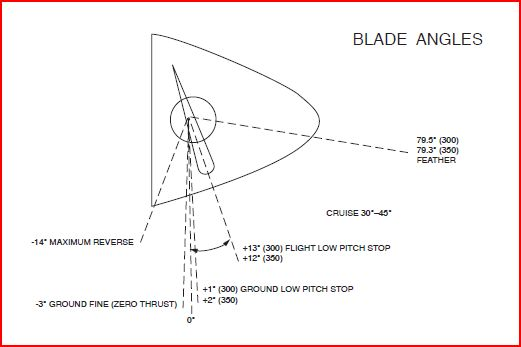 BLADE ANGLES
79.5° (300)
79.3° (350)
FEATHER
CRUISE 30°–45°
-14° MAXIMUM REVERSE
+13° (300) FLIGHT LOW PITCH STOP
+12° (350)
+1° (300) GROUND LOW PITCH STOP
+2° (350)
-3° GROUND FINE (ZERO THRUST)
0°